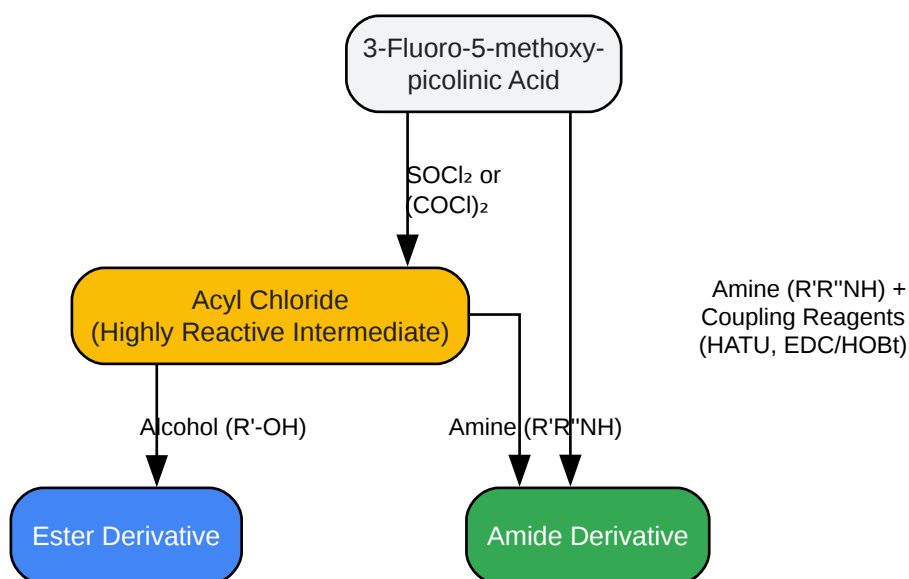 3-Fluoro-5-methoxy-
picolinic Acid
SOCl₂ or
(COCl)₂
Acyl Chloride
(Highly Reactive Intermediate)
Amine (R'R''NH) +
Coupling Reagents
(HATU, EDC/HOBt)
Alcohol (R'-OH)
Amine (R'R''NH)
Ester Derivative
Amide Derivative